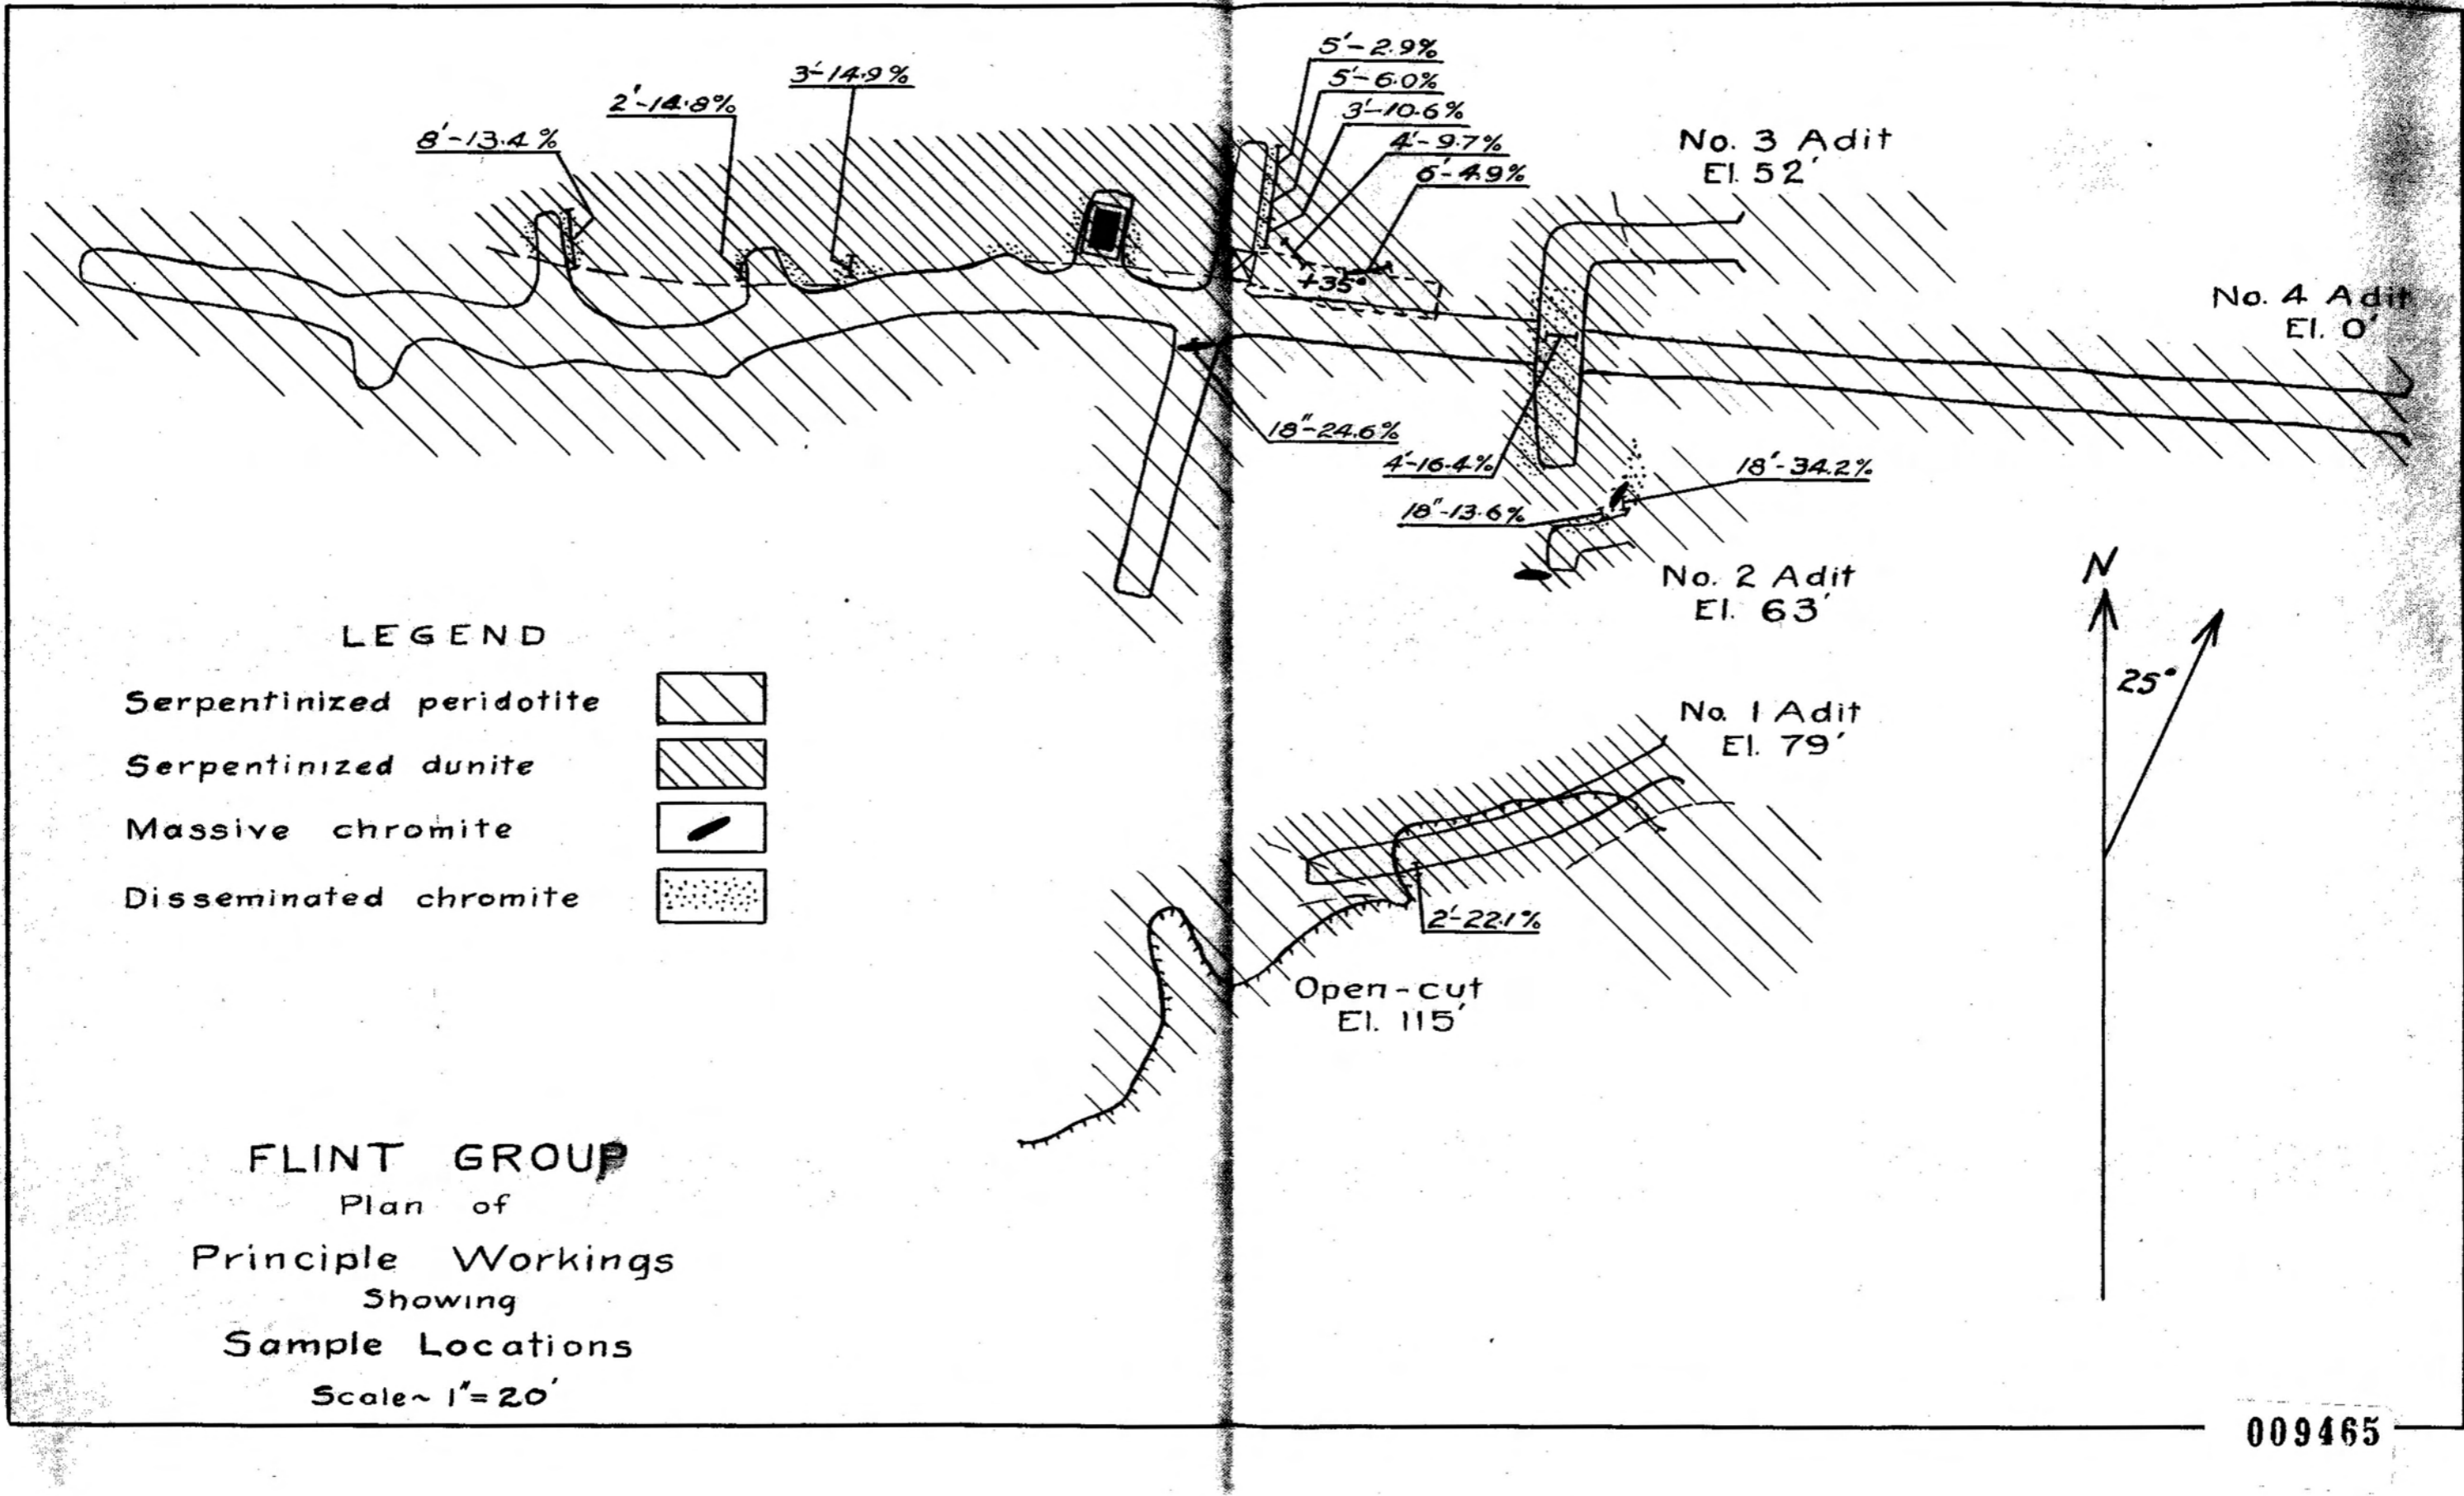 5'-2.9%
5'-6.0%
3'-14.9%
3'-10.6%
2'-14.8%
4'-9.7%
8'-13.4%
6'-4.9%
No. 3 Adit
El. 52'
+35°
No. 4 Adit
El. 0'
18"-24.6%
4'-16.4%
18'-34.2%
18"-13.6%
No. 2 Adit
El. 63'
N
25°
LEGEND
Serpentinized peridotite
Serpentinized dunite
Massive chromite
Disseminated chromite
No. 1 Adit
El. 79'
2'-22.1%
Open-cut
El. 115'
FLINT GROUP
Plan of
Principle Workings
Showing
Sample Locations
Scale~ 1"=20'
009465